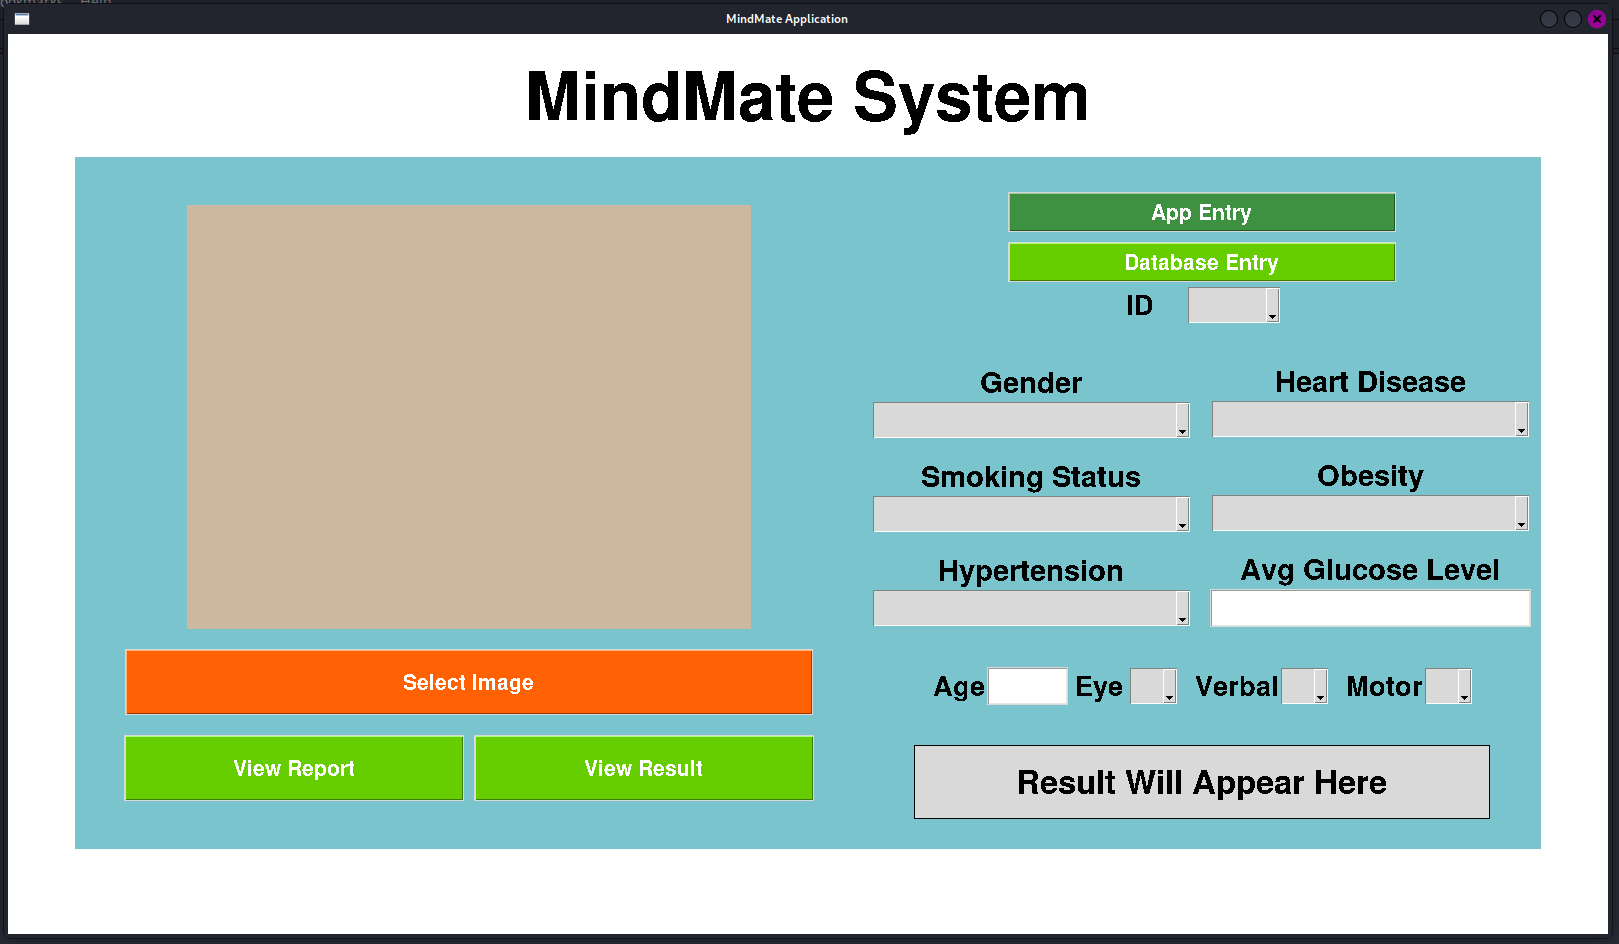 Help
MindMate Application
MindMate System
App Entry
Database Entry
ID
Gender
Heart Disease
Smoking Status
Obesity
Hypertension
Avg Glucose Level
Select Image
Age
Eye
Verbal
Motor
View Report
View Result
Result Will Appear Here